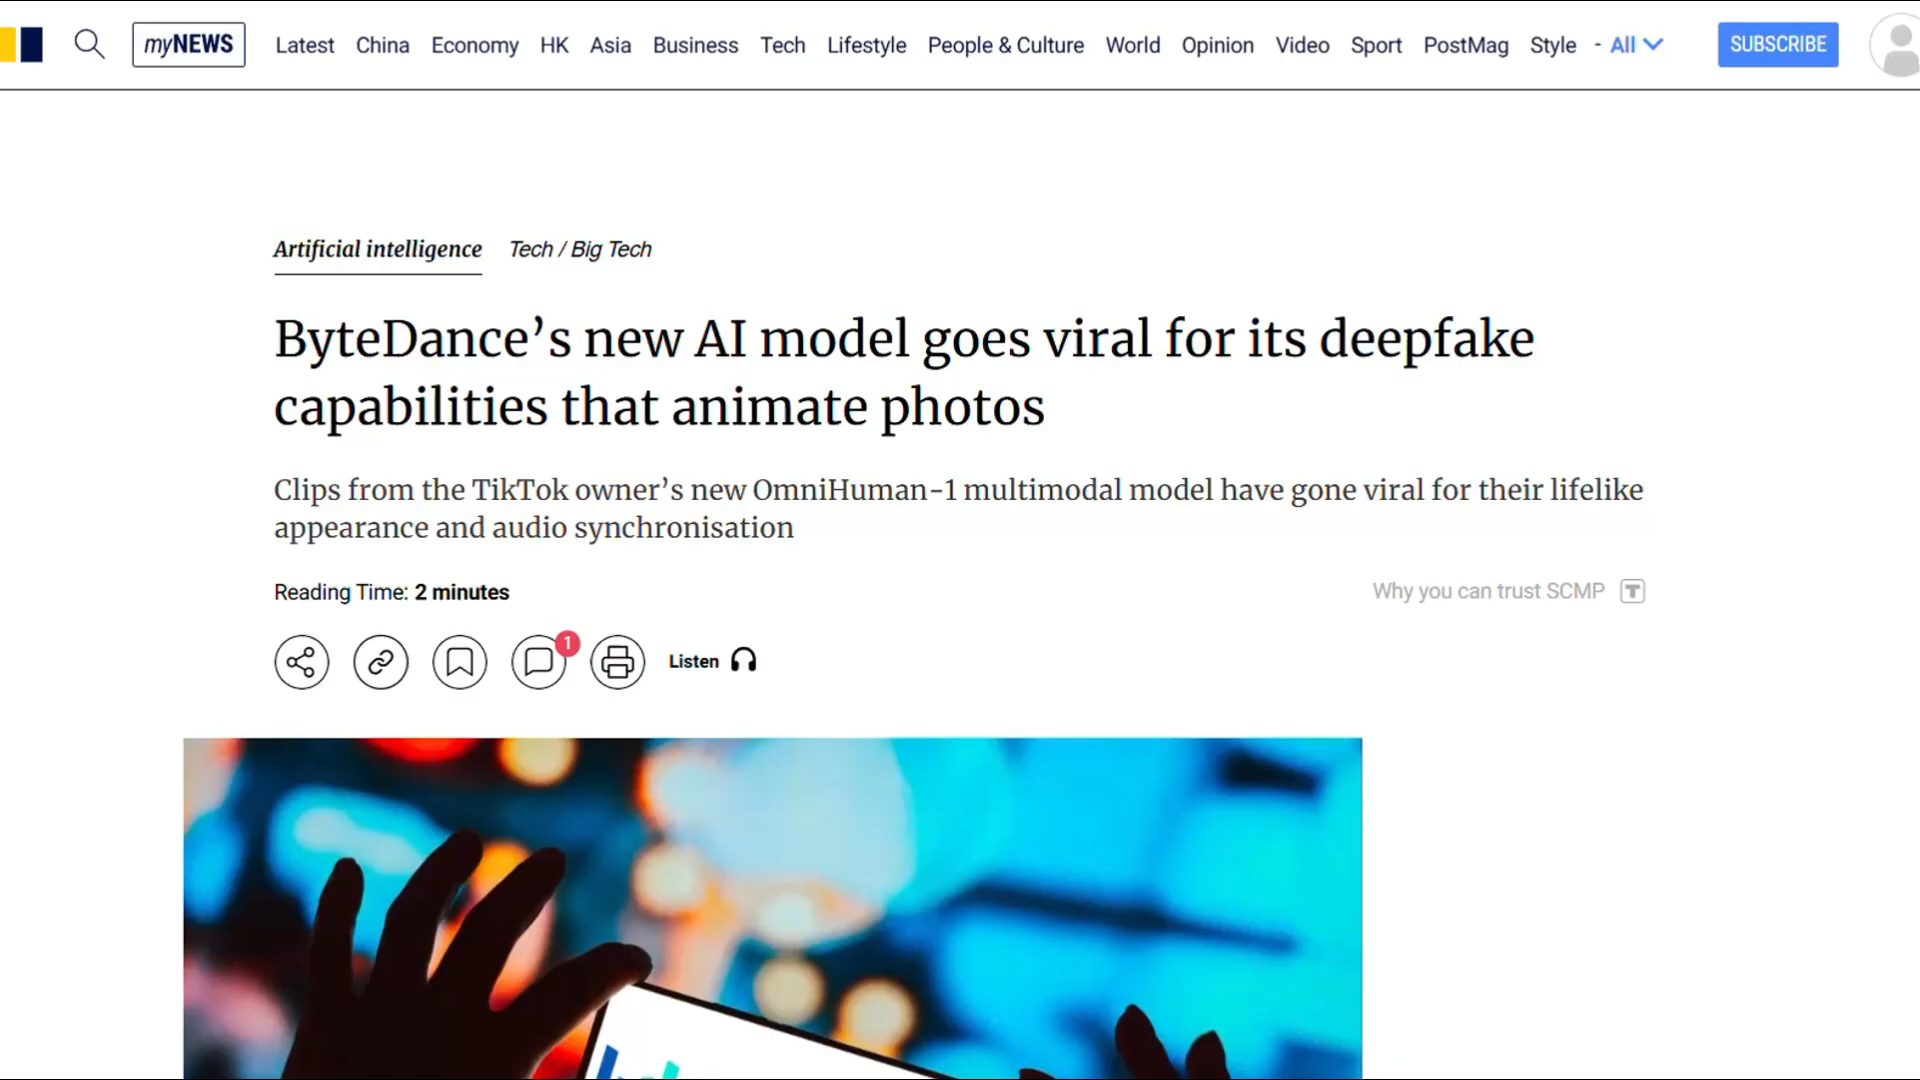 myNEWS Latest China Economy HK Asia Business Tech Lifestyle People & Culture World Opinion Video Sport PostMag Style - All SUBSCRIBE
Artificial intelligence Tech / Big Tech
ByteDance’s new AI model goes viral for its deepfake
capabilities that animate photos
Clips from the TikTok owner’s new OmniHuman-1 multimodal model have gone viral for their lifelike
appearance and audio synchronisation
Reading Time: 2 minutes Why you can trust SCMP T
1
Listen